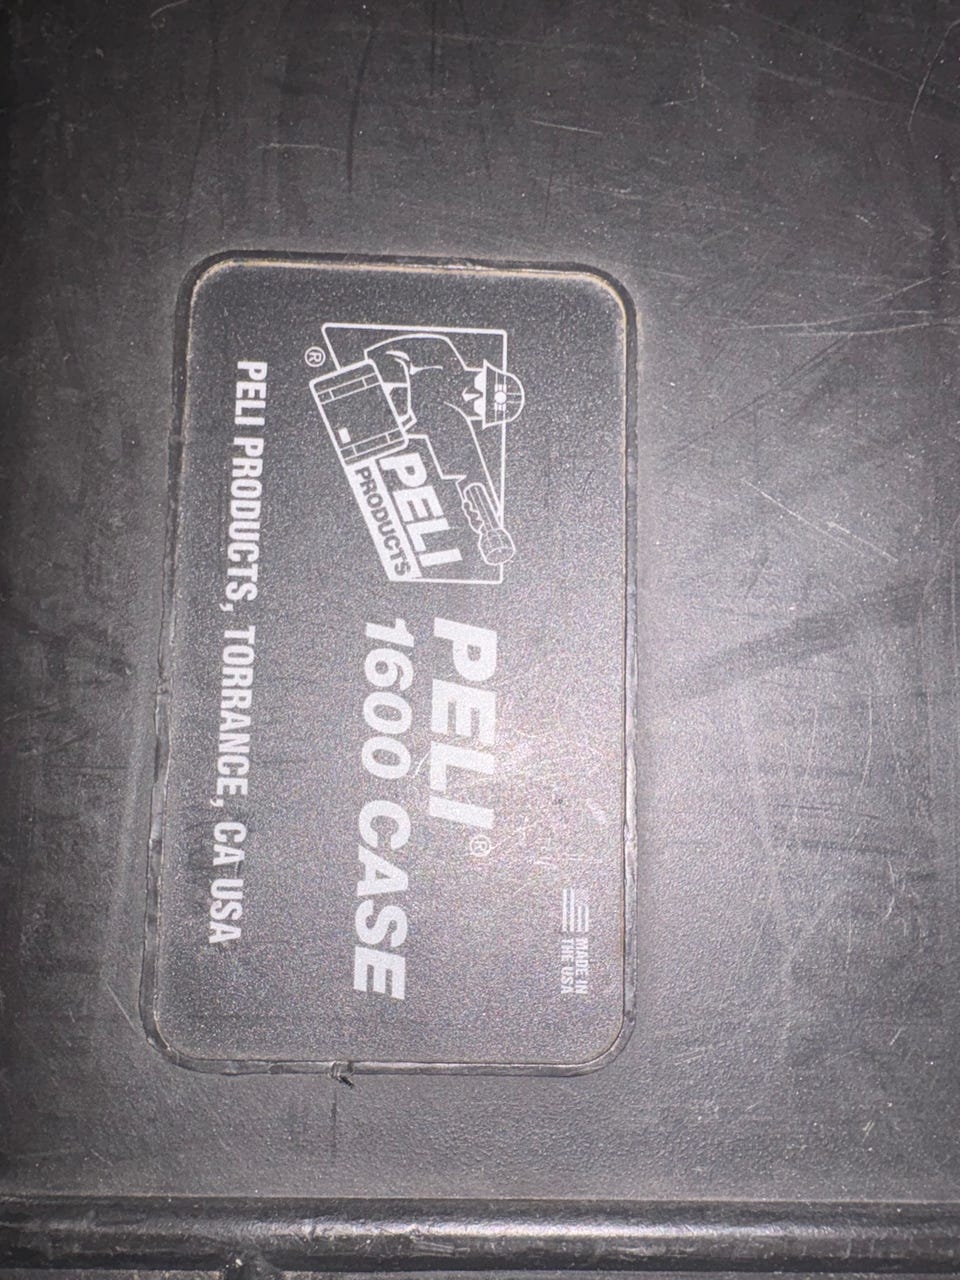 MADE IN
THE USA
PELI
PRODUCTS
®
PELI®
1600 CASE
PELI PRODUCTS, TORRANCE, CA USA